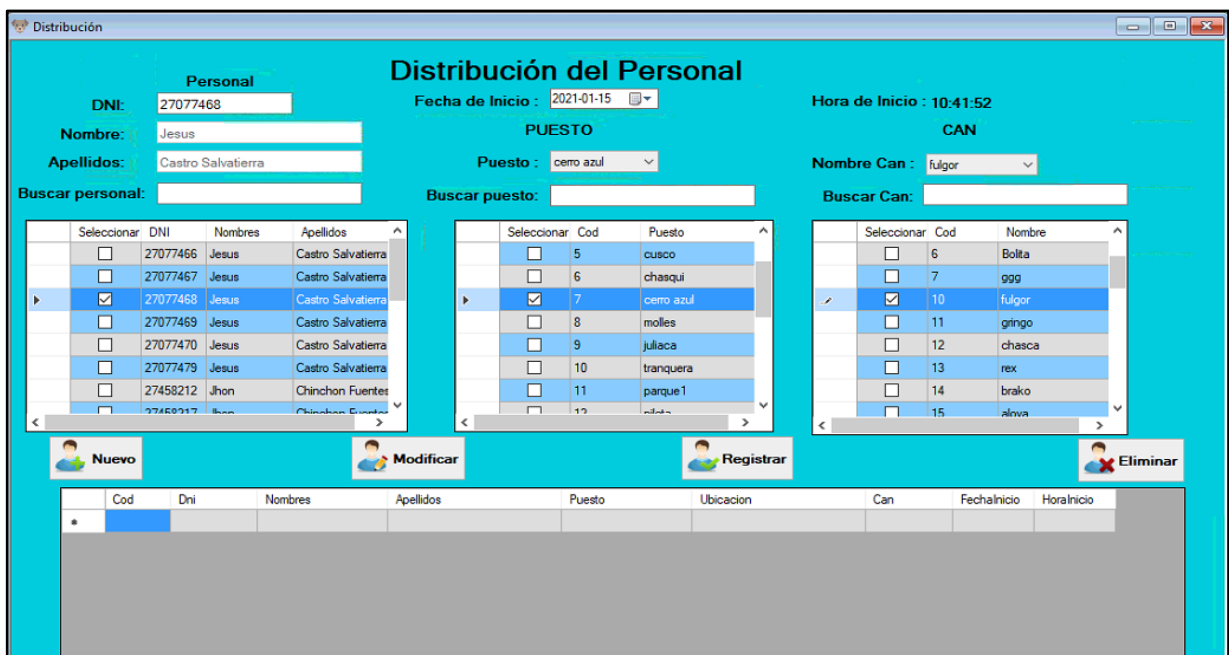 Distribución
Distribución del Personal
Personal
DNI: 27077468
Fecha de Inicio : 2021-01-15
Hora de Inicio : 10:41:52
Nombre: Jesus
PUESTO
CAN
Apellidos: Castro Salvatierra
Puesto : cerro azul
Nombre Can : fulgor
Buscar personal:
Buscar puesto:
Buscar Can:
Seleccionar DNI Nombres Apellidos
27077466 Jesus Castro Salvatierra
27077467 Jesus Castro Salvatierra
27077468 Jesus Castro Salvatierra
27077469 Jesus Castro Salvatierra
27077470 Jesus Castro Salvatierra
27077479 Jesus Castro Salvatierra
27458212 Jhon Chinchon Fuentes
27458217 Jhon Chinchon Fuentes
Seleccionar Cod Puesto
5 cusco
6 chasqui
7 cerro azul
8 molles
9 juliaca
10 tranquera
11 parque1
12
Seleccionar Cod Nombre
6 Bolita
7 ggg
10 fulgor
11 gringo
12 chasca
13 rex
14 brako
15
Nuevo
Modificar
Registrar
Eliminar
Cod Dni Nombres Apellidos Puesto Ubicacion Can FechaInicio HoraInicio